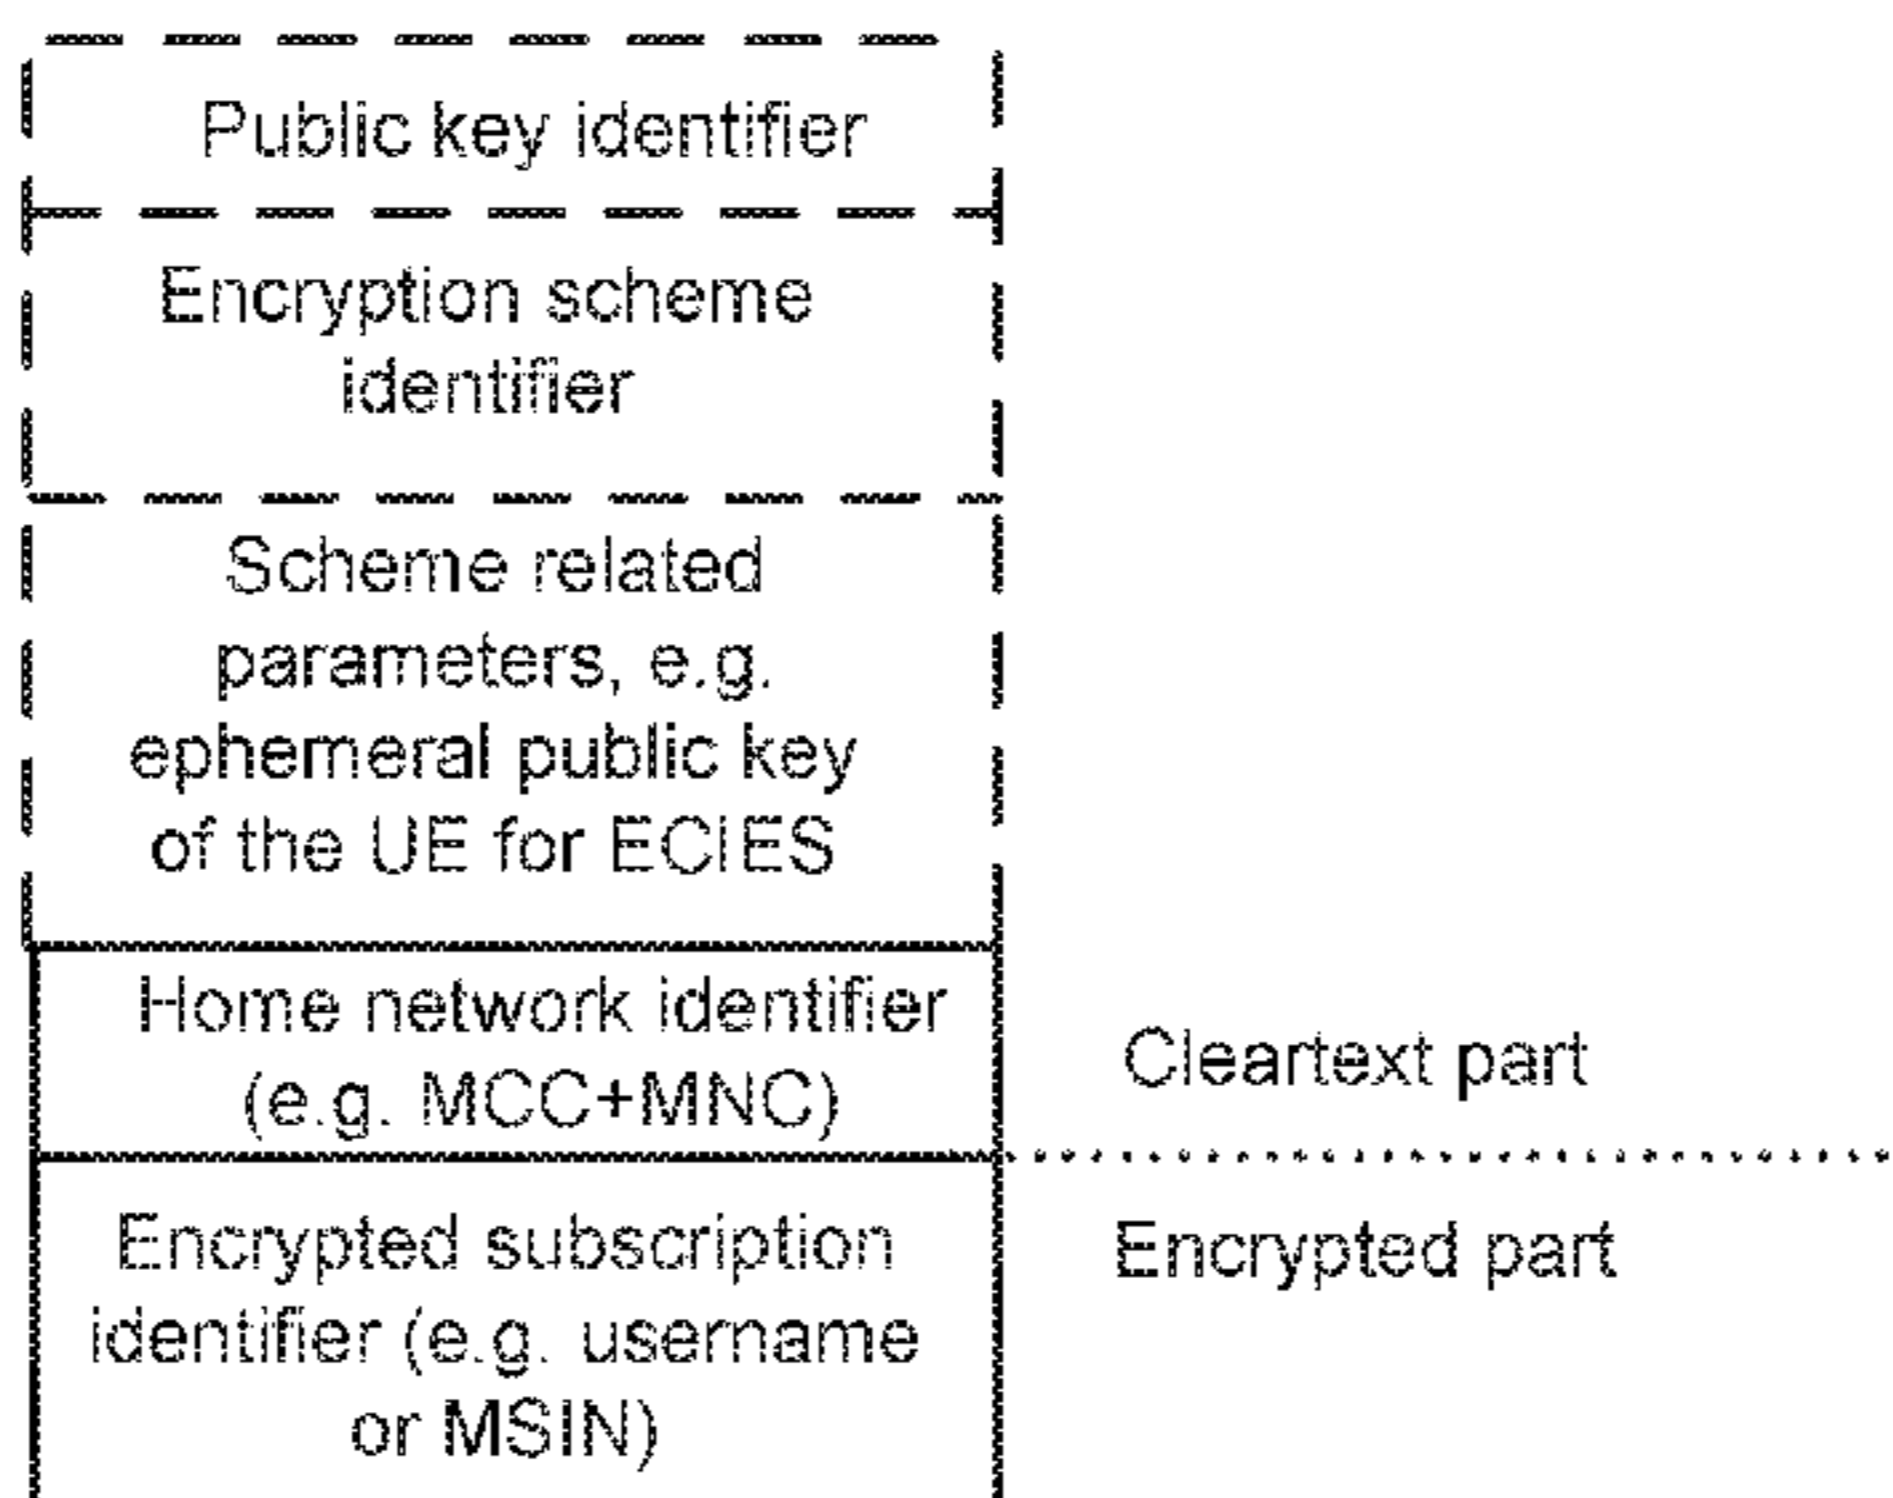 Public key identifier
Encryption scheme
identifier
Scheme related
parameters, e.g.
ephemeral public key
of the UE for ECIES
Home network identifier
(e.g. MCC+MNC)
Cleartext part
Encrypted subscription
identifier (e.g. username
or MSIN)
Encrypted part